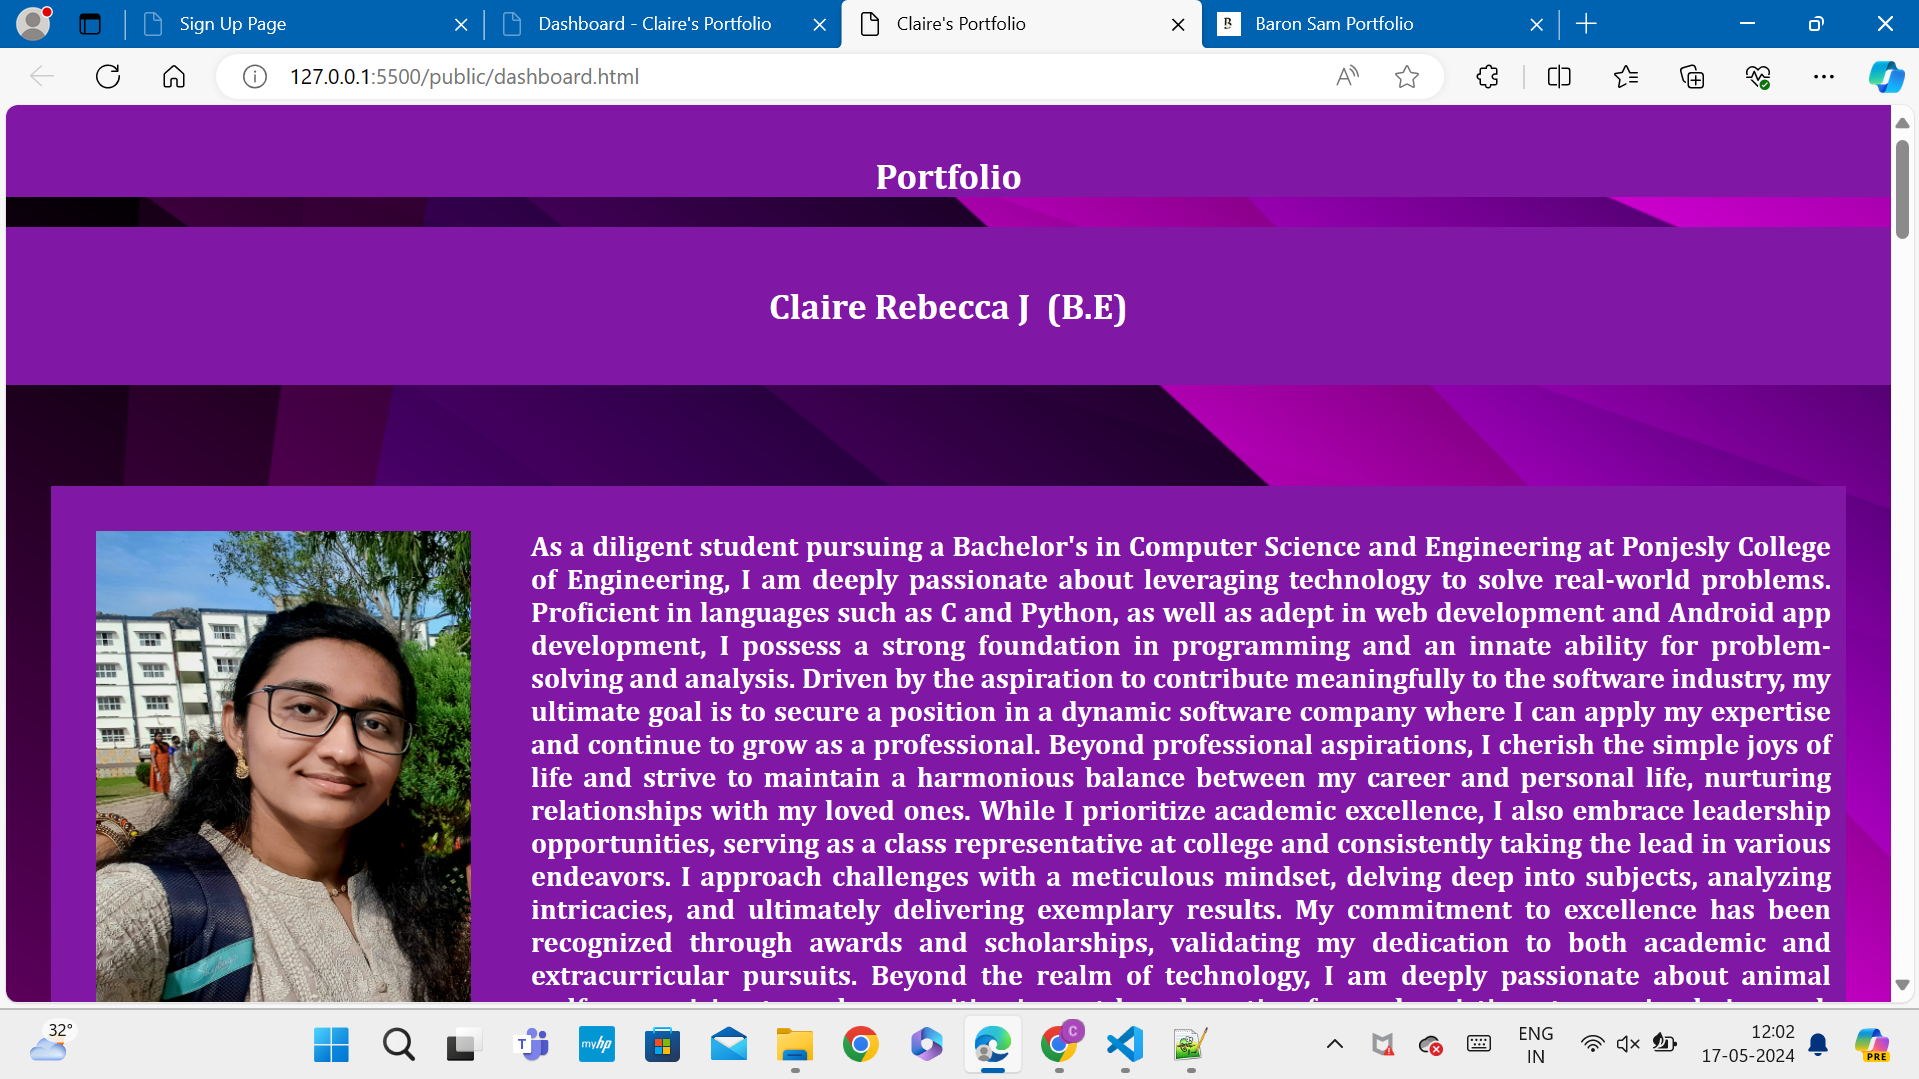 Sign Up Page
Dashboard - Claire's Portfolio
Claire's Portfolio
Baron Sam Portfolio
127.0.0.1:5500/public/dashboard.html
Portfolio
Claire Rebecca J (B.E)
As a diligent student pursuing a Bachelor's in Computer Science and Engineering at Ponjesly College
of Engineering, I am deeply passionate about leveraging technology to solve real-world problems.
Proficient in languages such as C and Python, as well as adept in web development and Android app
development, I possess a strong foundation in programming and an innate ability for problem-
solving and analysis. Driven by the aspiration to contribute meaningfully to the software industry, my
ultimate goal is to secure a position in a dynamic software company where I can apply my expertise
and continue to grow as a professional. Beyond professional aspirations, I cherish the simple joys of
life and strive to maintain a harmonious balance between my career and personal life, nurturing
relationships with my loved ones. While I prioritize academic excellence, I also embrace leadership
opportunities, serving as a class representative at college and consistently taking the lead in various
endeavors. I approach challenges with a meticulous mindset, delving deep into subjects, analyzing
intricacies, and ultimately delivering exemplary results. My commitment to excellence has been
recognized through awards and scholarships, validating my dedication to both academic and
extracurricular pursuits. Beyond the realm of technology, I am deeply passionate about animal
32°
myhp
C
ENG
IN
12:02
17-05-2024
PRE